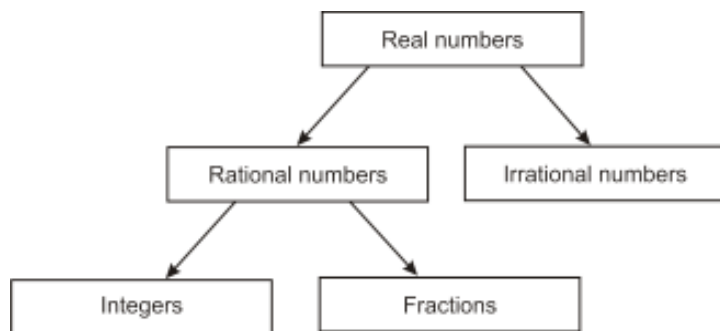 Real numbers
Rational numbers
Irrational numbers
Integers
Fractions